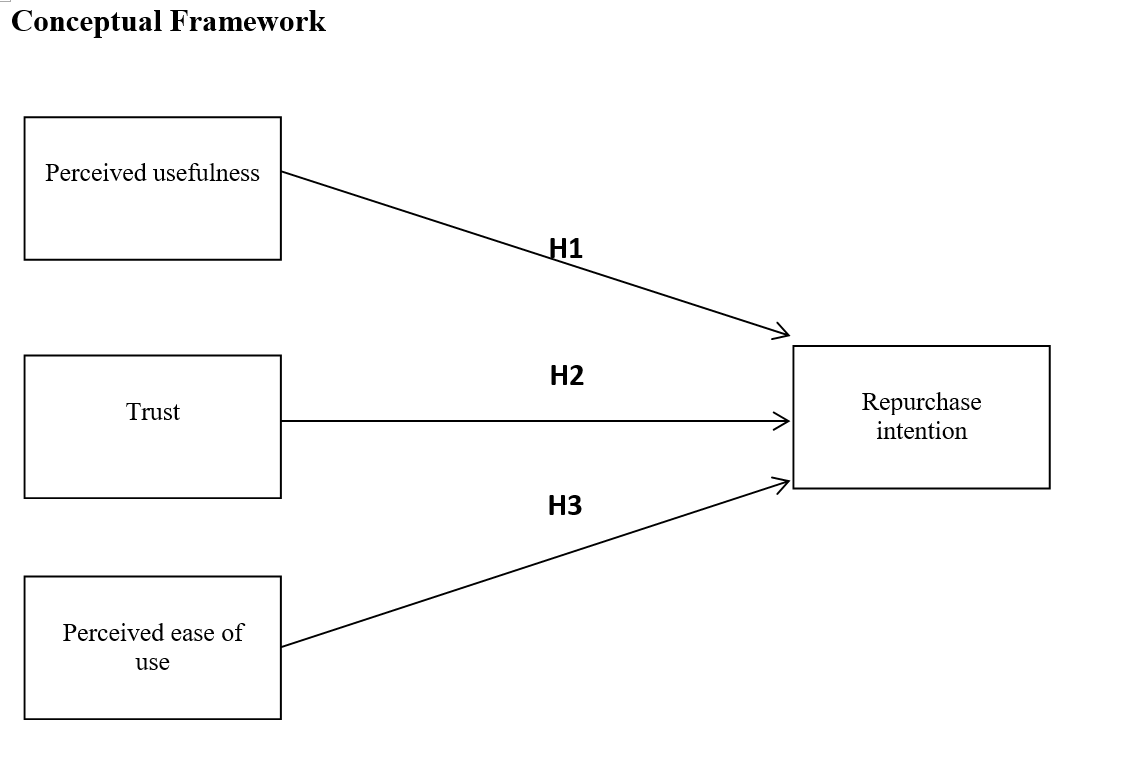 Conceptual Framework
Perceived usefulness
H1
Trust
H2
Repurchase
intention
H3
Perceived ease of
use